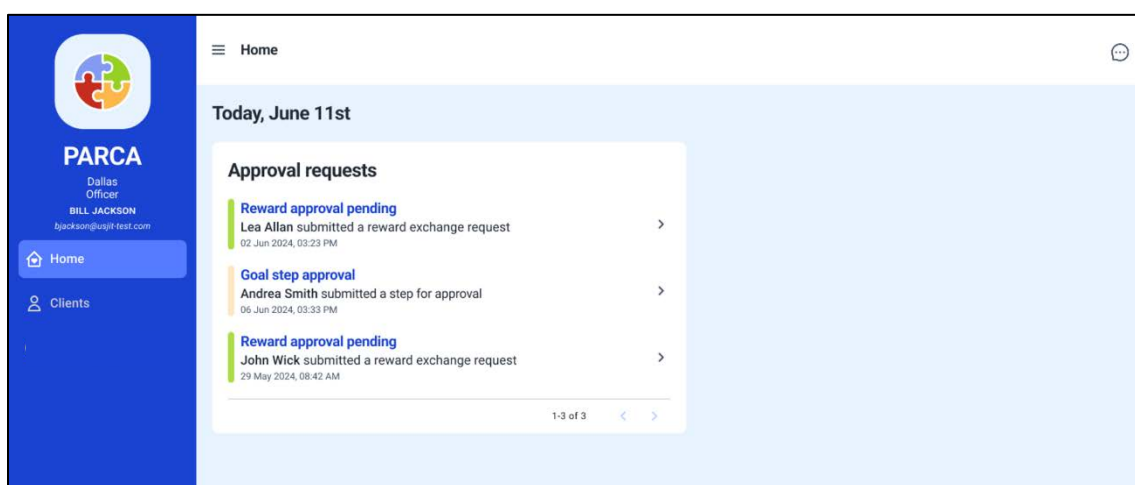 PARCA
Dallas
Officer
BILL JACKSON
bjackson@usjit-test.com
Home
Clients
Home
Today, June 11st
Approval requests
Reward approval pending
Lea Allan submitted a reward exchange request
02 Jun 2024, 03:23 PM
Goal step approval
Andrea Smith submitted a step for approval
06 Jun 2024, 03:33 PM
Reward approval pending
John Wick submitted a reward exchange request
29 May 2024, 08:42 AM
1-3 of 3